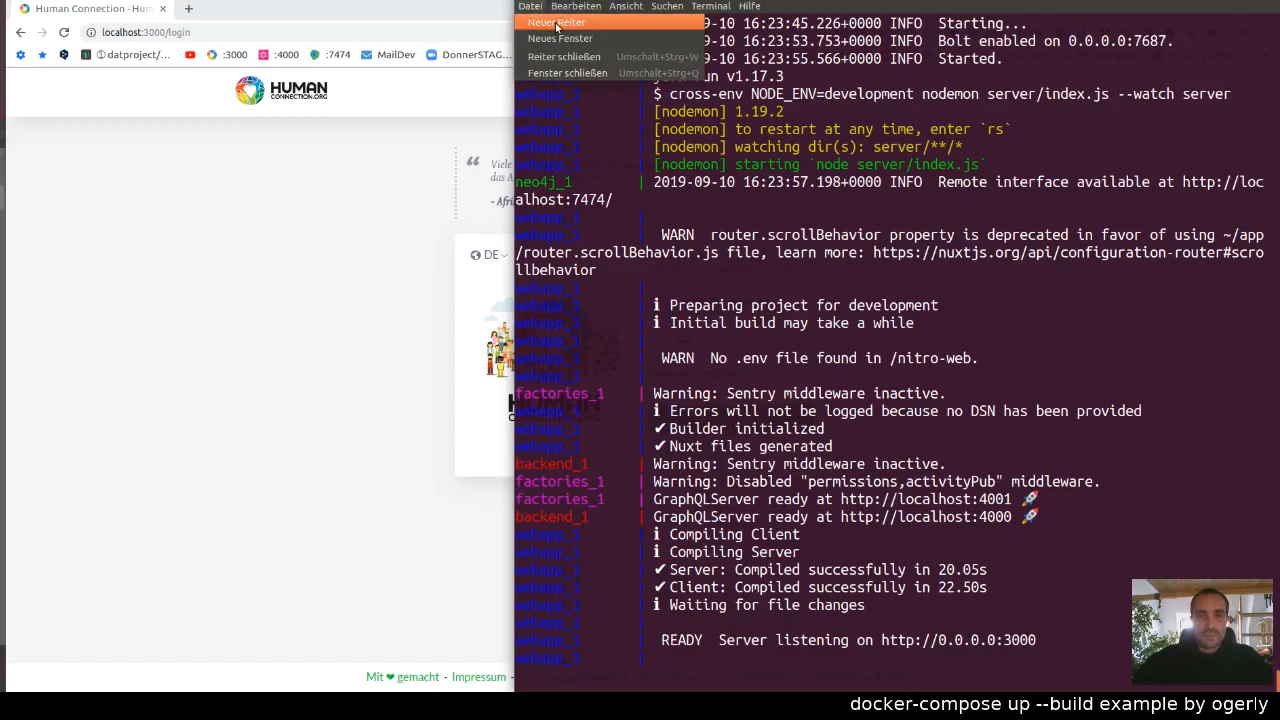 Human Connection - Hum
localhost:3000/login
datproject/...
:3000
:4000
:7474
MailDev
DonnerSTAG...
HUMAN
CONNECTION.ORG
Viele
das A
- Afri
DE
Mit ❤ gemacht - Impressum -
Datei Bearbeiten Ansicht Suchen Terminal Hilfe
Neuer Reiter
Neues Fenster
Reiter schließen Umschalt+Strg+W
Fenster schließen Umschalt+Strg+Q
-09-10 16:23:45.226+0000 INFO Starting...
-09-10 16:23:53.753+0000 INFO Bolt enabled on 0.0.0.0:7687.
-09-10 16:23:55.566+0000 INFO Started.
un v1.17.3
webapp_1 | $ cross-env NODE_ENV=development nodemon server/index.js --watch server
webapp_1 | [nodemon] 1.19.2
webapp_1 | [nodemon] to restart at any time, enter `rs`
webapp_1 | [nodemon] watching dir(s): server/**/*
webapp_1 | [nodemon] starting `node server/index.js`
neo4j_1 | 2019-09-10 16:23:57.198+0000 INFO Remote interface available at http://loc
alhost:7474/
webapp_1 |
webapp_1 | WARN router.scrollBehavior property is deprecated in favor of using ~/app
/router.scrollBehavior.js file, learn more: https://nuxtjs.org/api/configuration-router#scro
llbehavior
webapp_1 |
webapp_1 | ℹ Preparing project for development
webapp_1 | ℹ Initial build may take a while
webapp_1 |
webapp_1 | WARN No .env file found in /nitro-web.
webapp_1 |
factories_1 | Warning: Sentry middleware inactive.
webapp_1 | ℹ Errors will not be logged because no DSN has been provided
webapp_1 | ✔ Builder initialized
webapp_1 | ✔ Nuxt files generated
backend_1 | Warning: Sentry middleware inactive.
factories_1 | Warning: Disabled "permissions,activityPub" middleware.
factories_1 | GraphQLServer ready at http://localhost:4001 🚀
backend_1 | GraphQLServer ready at http://localhost:4000 🚀
webapp_1 | ℹ Compiling Client
webapp_1 | ℹ Compiling Server
webapp_1 | ✔ Server: Compiled successfully in 20.05s
webapp_1 | ✔ Client: Compiled successfully in 22.50s
webapp_1 | ℹ Waiting for file changes
webapp_1 |
webapp_1 | READY Server listening on http://0.0.0.0:3000
webapp_1 |
docker-compose up --build example by ogerly